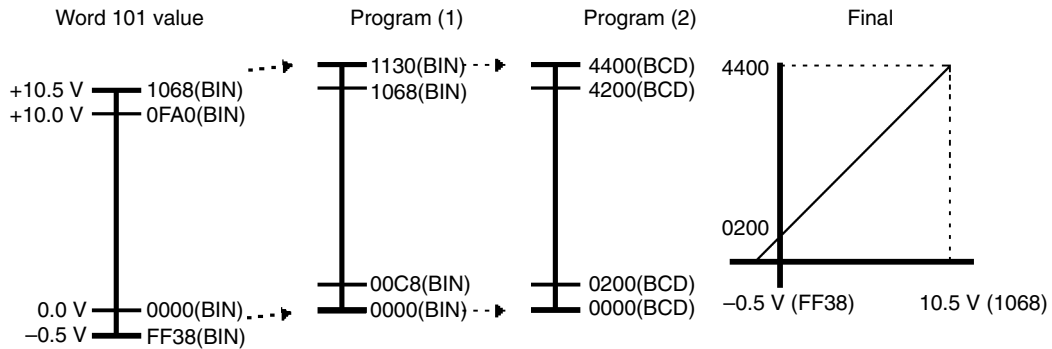 Word 101 value
Program (1)
Program (2)
Final
+10.5 V
1068(BIN)
+10.0 V
0FA0(BIN)
0.0 V
0000(BIN)
–0.5 V
FF38(BIN)
1130(BIN)
1068(BIN)
00C8(BIN)
0000(BIN)
4400(BCD)
4200(BCD)
0200(BCD)
0000(BCD)
4400
0200
–0.5 V (FF38)
10.5 V (1068)